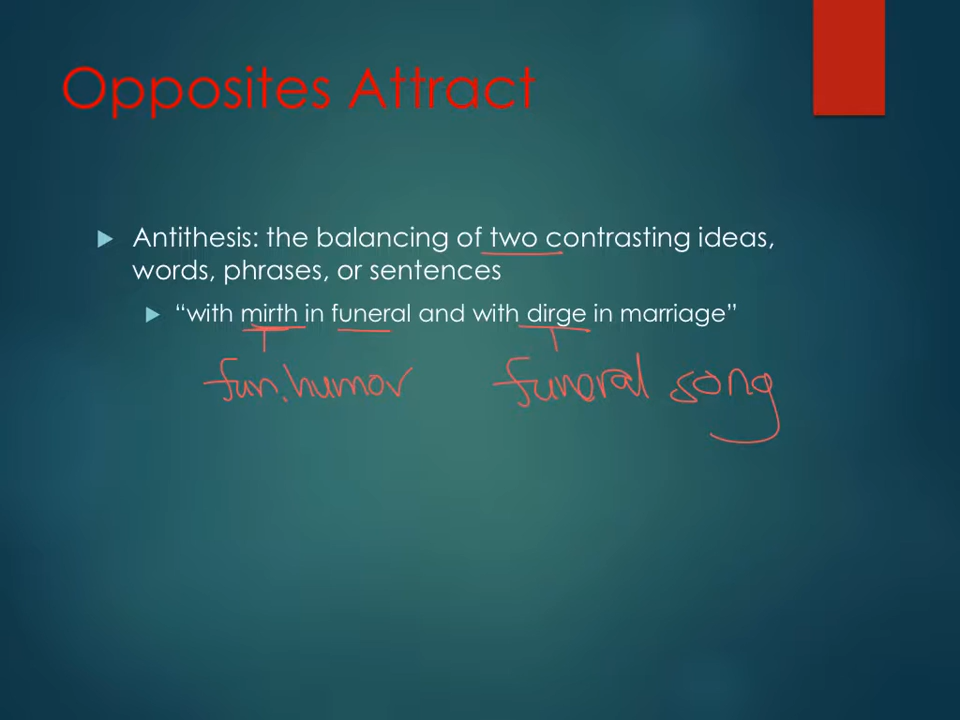 Opposites Attract
Antithesis: the balancing of two contrasting ideas,
words, phrases, or sentences
“with mirth in funeral and with dirge in marriage”
fun. humor funeral song